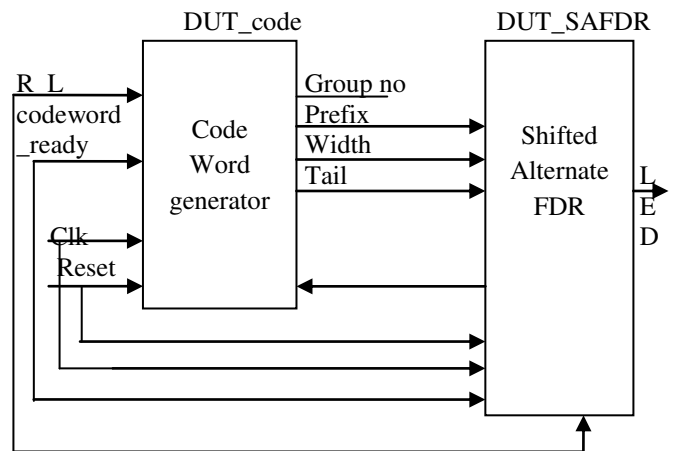 DUT_code
DUT_SAFDR
R_L
codeword
_ready
Clk
Reset
Code
Word
generator
Group no
Prefix
Width
Tail
Shifted
Alternate
FDR
L
E
D